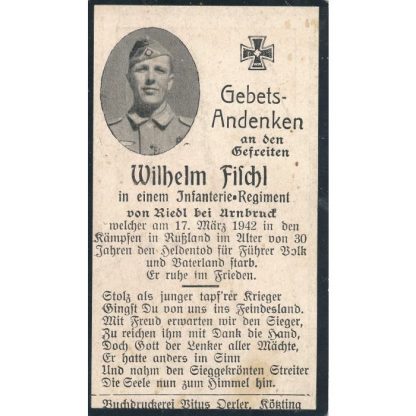 Gebets-
Andenken
an den
Gefreiten
Wilhelm Fischl
in einem Infanterie-Regiment
von Riedl bei Arnbruck
welcher am 17. März 1942 in den
Kämpfen in Rußland im Alter von 30
Jahren den Heldentod für Führer Volk
und Vaterland starb.
Er ruhe im Frieden.
Stolz als junger tapf'rer Krieger
Gingst Du von uns ins Feindesland.
Mit Freud erwarten wir den Sieger,
Zu reichen ihm den Dank die Hand,
Doch Gott der Lenker aller Mächte,
Er hatte anders im Sinn
Und nahm den Sieggekrönten Streiter
Die Seele nun zum Himmel hin.
Buchdruckerei Vitus Oerler, Kötzting